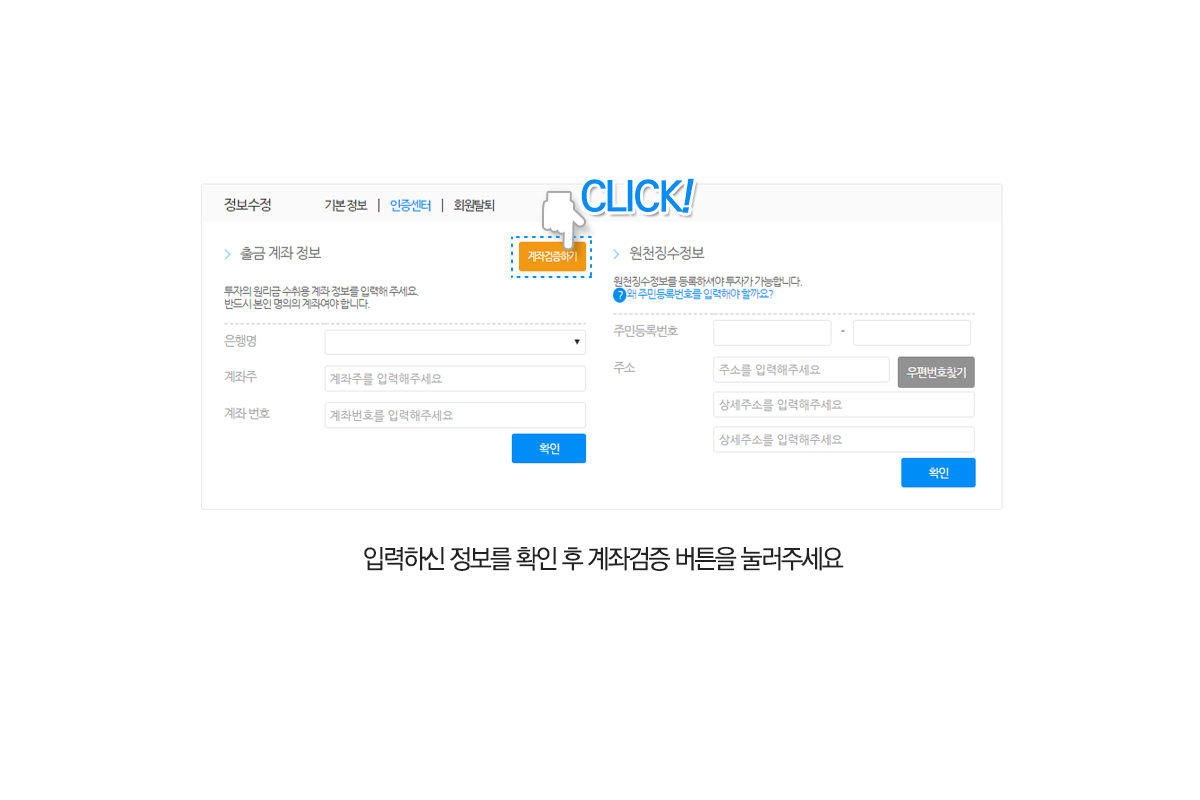 CLICK!
정보수정 기본 정보 | 인증센터 | 회원탈퇴
출금 계좌 정보
계좌검증하기
투자의 원리금 수취용 계좌 정보를 입력해 주세요.
반드시 본인 명의의 계좌여야 합니다.
은행명
계좌주 계좌주를 입력해주세요
계좌 번호 계좌번호를 입력해주세요
확인
원천징수정보
원천징수정보를 등록하셔야 투자가 가능합니다.
? 왜 주민등록번호를 입력해야 할까요?
주민등록번호 -
주소 주소를 입력해주세요 우편번호찾기
상세주소를 입력해주세요
상세주소를 입력해주세요
확인
입력하신 정보를 확인 후 계좌검증 버튼을 눌러주세요